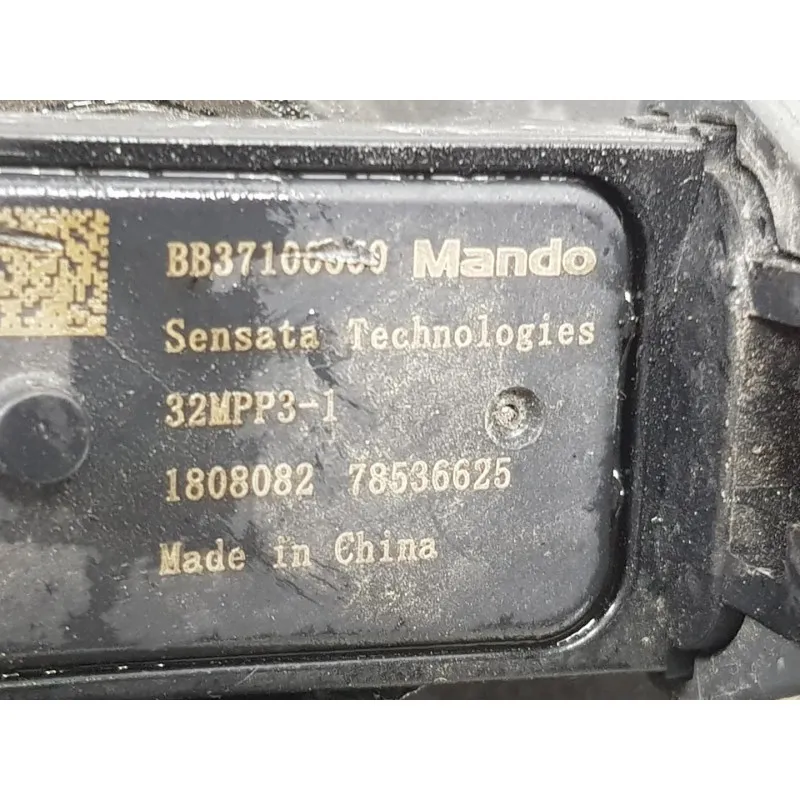 Mando
Sensata Technologies
32MPP3-1
1808082 78536625
Made in China